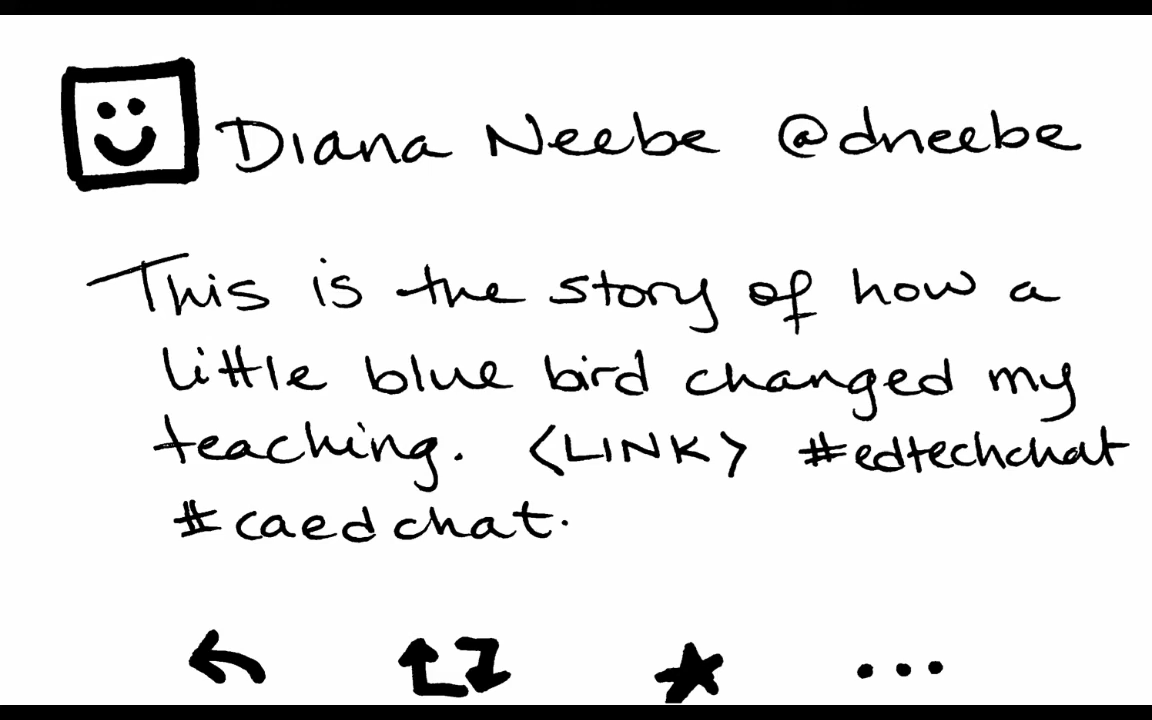 Diana Neebe @dneebe
This is the story of how a
little blue bird changed my
teaching. <LINK> #edtechchat
#caedchat.
...